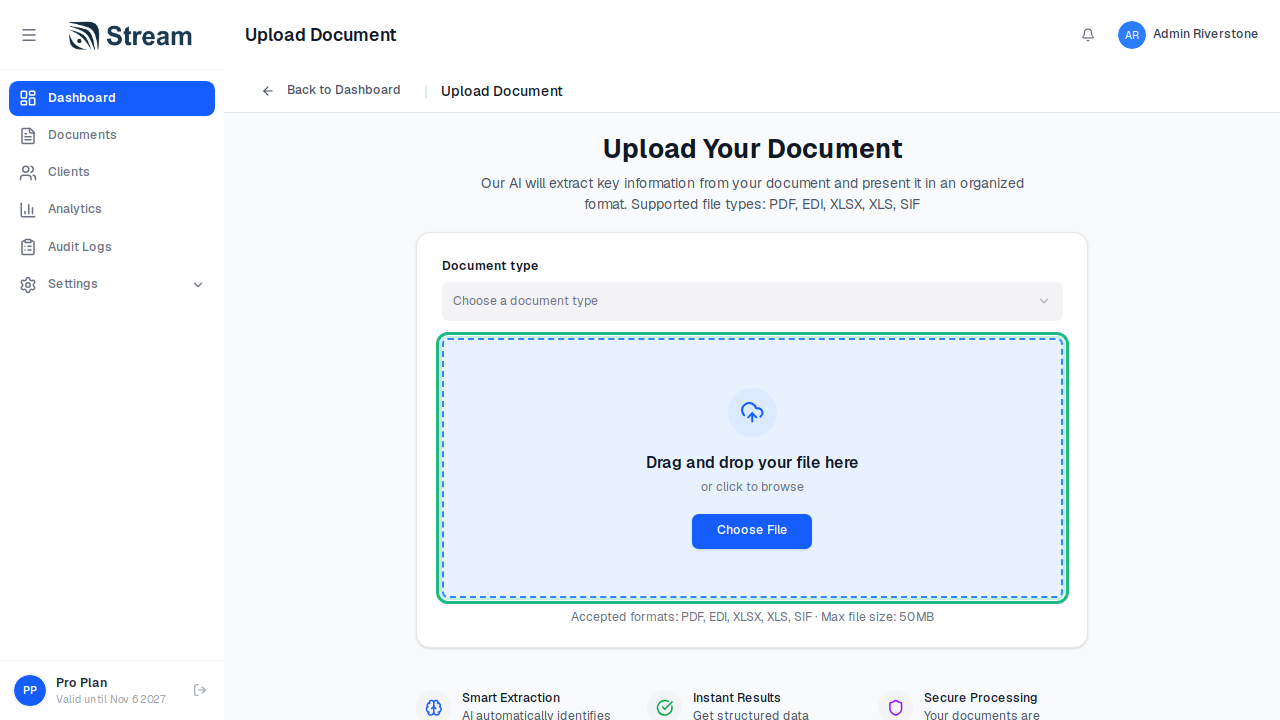 Stream
Upload Document
AR
Admin Riverstone
Dashboard
Documents
Clients
Analytics
Audit Logs
Settings
Back to Dashboard
Upload Document
Upload Your Document
Our AI will extract key information from your document and present it in an organized
format. Supported file types: PDF, EDI, XLSX, XLS, SIF
Document type
Choose a document type
Drag and drop your file here
or click to browse
Choose File
Accepted formats: PDF, EDI, XLSX, XLS, SIF · Max file size: 50MB
Smart Extraction
AI automatically identifies
Instant Results
Get structured data
Secure Processing
Your documents are
PP
Pro Plan
Valid until Nov 6 2027